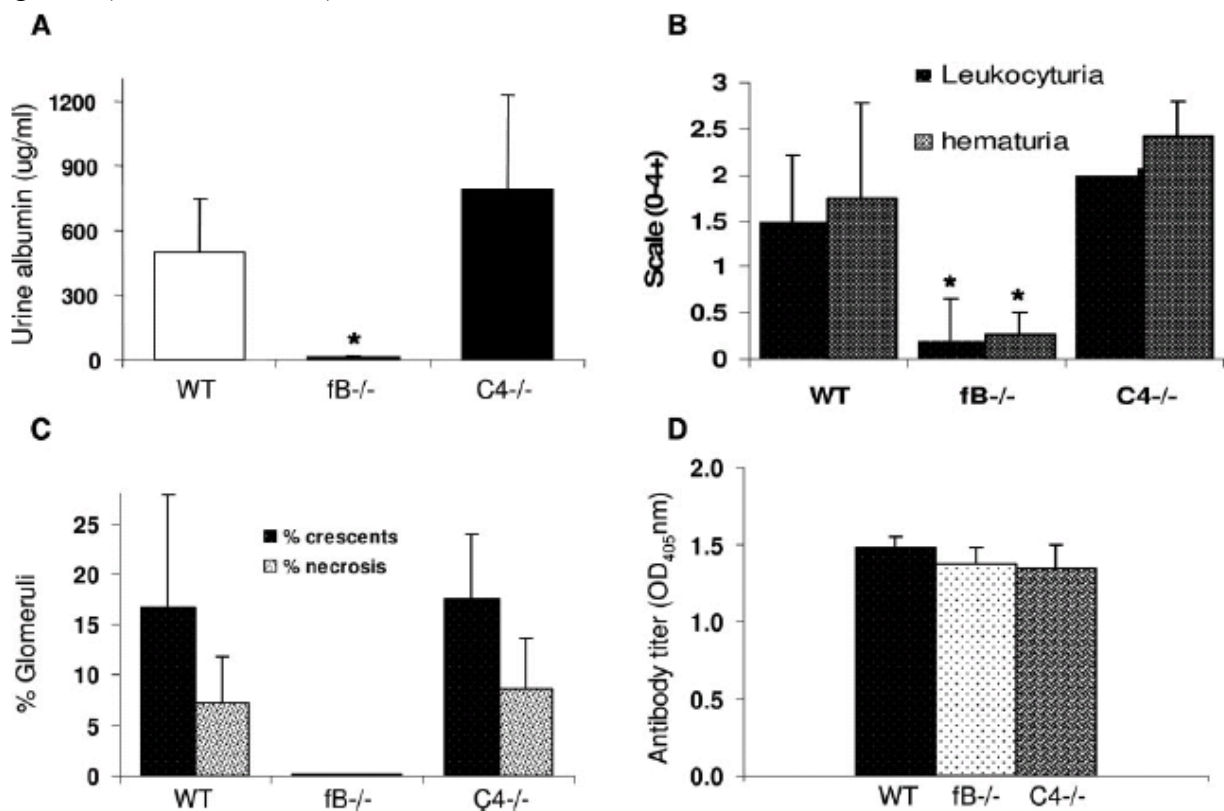 A
Urine albumin (ug/ml)
1200
900
600
300
0
*
WT
fB-/-
C4-/-
B
Leukocyturia
hematuria
Scale (0-4+)
3
2.5
2
1.5
1
0.5
0
* *
WT
fB-/-
C4-/-
C
% Glomeruli
25
20
15
10
5
0
% crescents
% necrosis
WT
fB-/-
C4-/-
D
Antibody titer (OD405nm)
2.0
1.5
1.0
0.5
0.0
WT
fB-/-
C4-/-